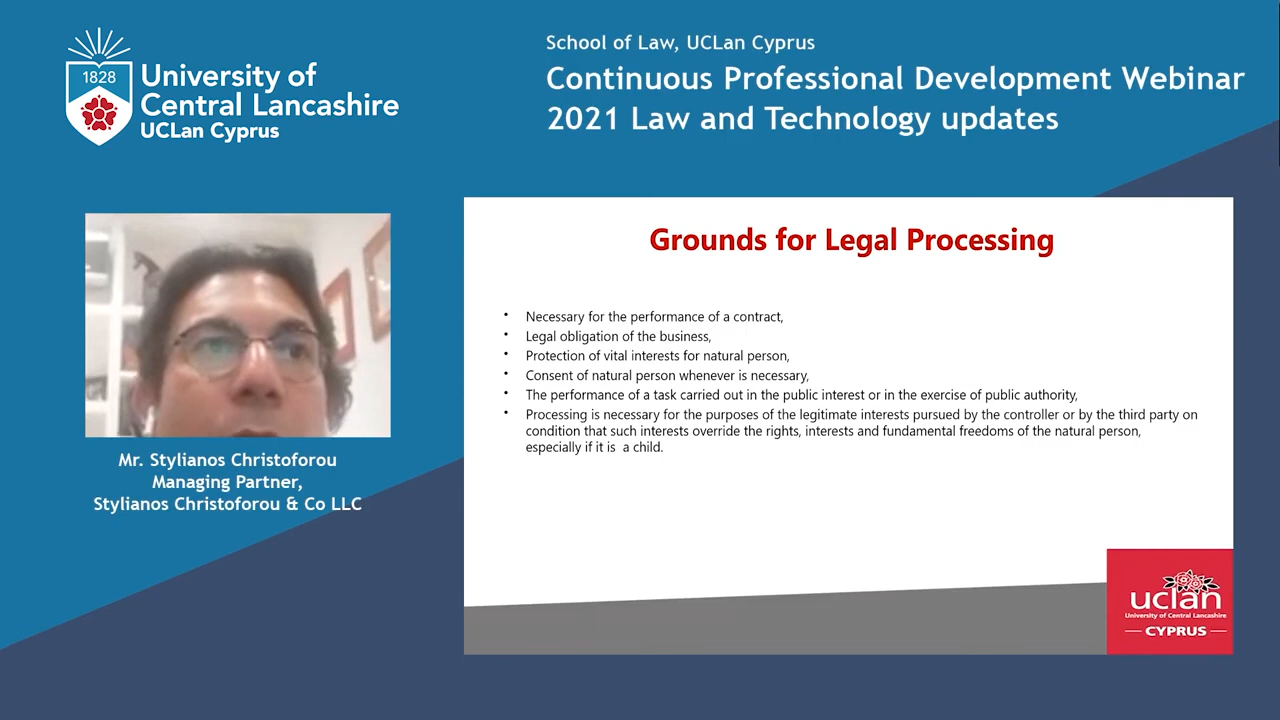 1828
University of
Central Lancashire
UCLan Cyprus
School of Law, UCLan Cyprus
Continuous Professional Development Webinar
2021 Law and Technology updates
Mr. Stylianos Christoforou
Managing Partner,
Stylianos Christoforou & Co LLC
Grounds for Legal Processing
• Necessary for the performance of a contract,
• Legal obligation of the business,
• Protection of vital interests for natural person,
• Consent of natural person whenever is necessary,
• The performance of a task carried out in the public interest or in the exercise of public authority,
• Processing is necessary for the purposes of the legitimate interests pursued by the controller or by the third party on
condition that such interests override the rights, interests and fundamental freedoms of the natural person,
especially if it is a child.
uclan
University of Central Lancashire
CYPRUS